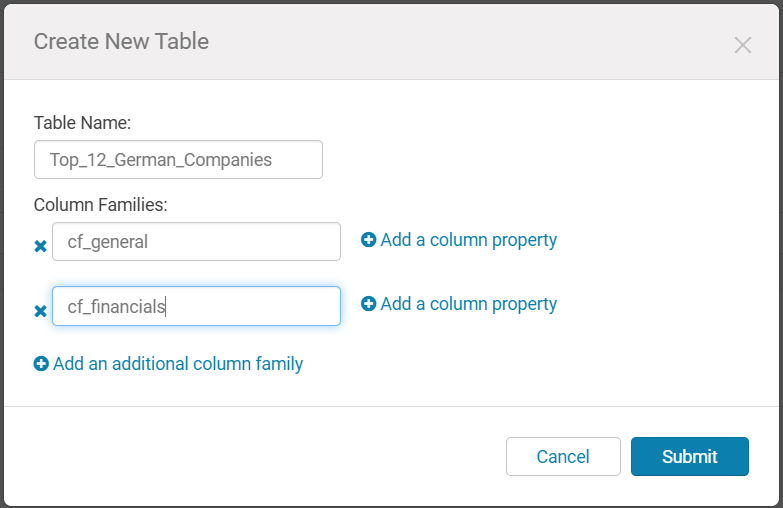 Create New Table
Table Name:
Top_12_German_Companies
Column Families:
cf_general
Add a column property
cf_financials
Add a column property
Add an additional column family
Cancel
Submit